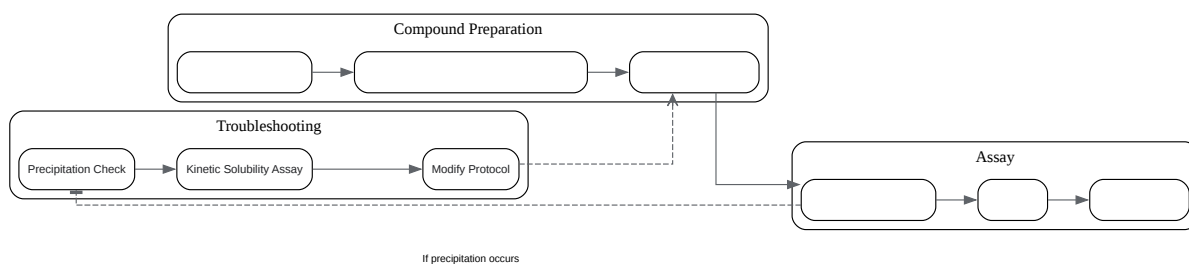 Compound Preparation
Troubleshooting
Precipitation Check
Kinetic Solubility Assay
Modify Protocol
Assay
If precipitation occurs